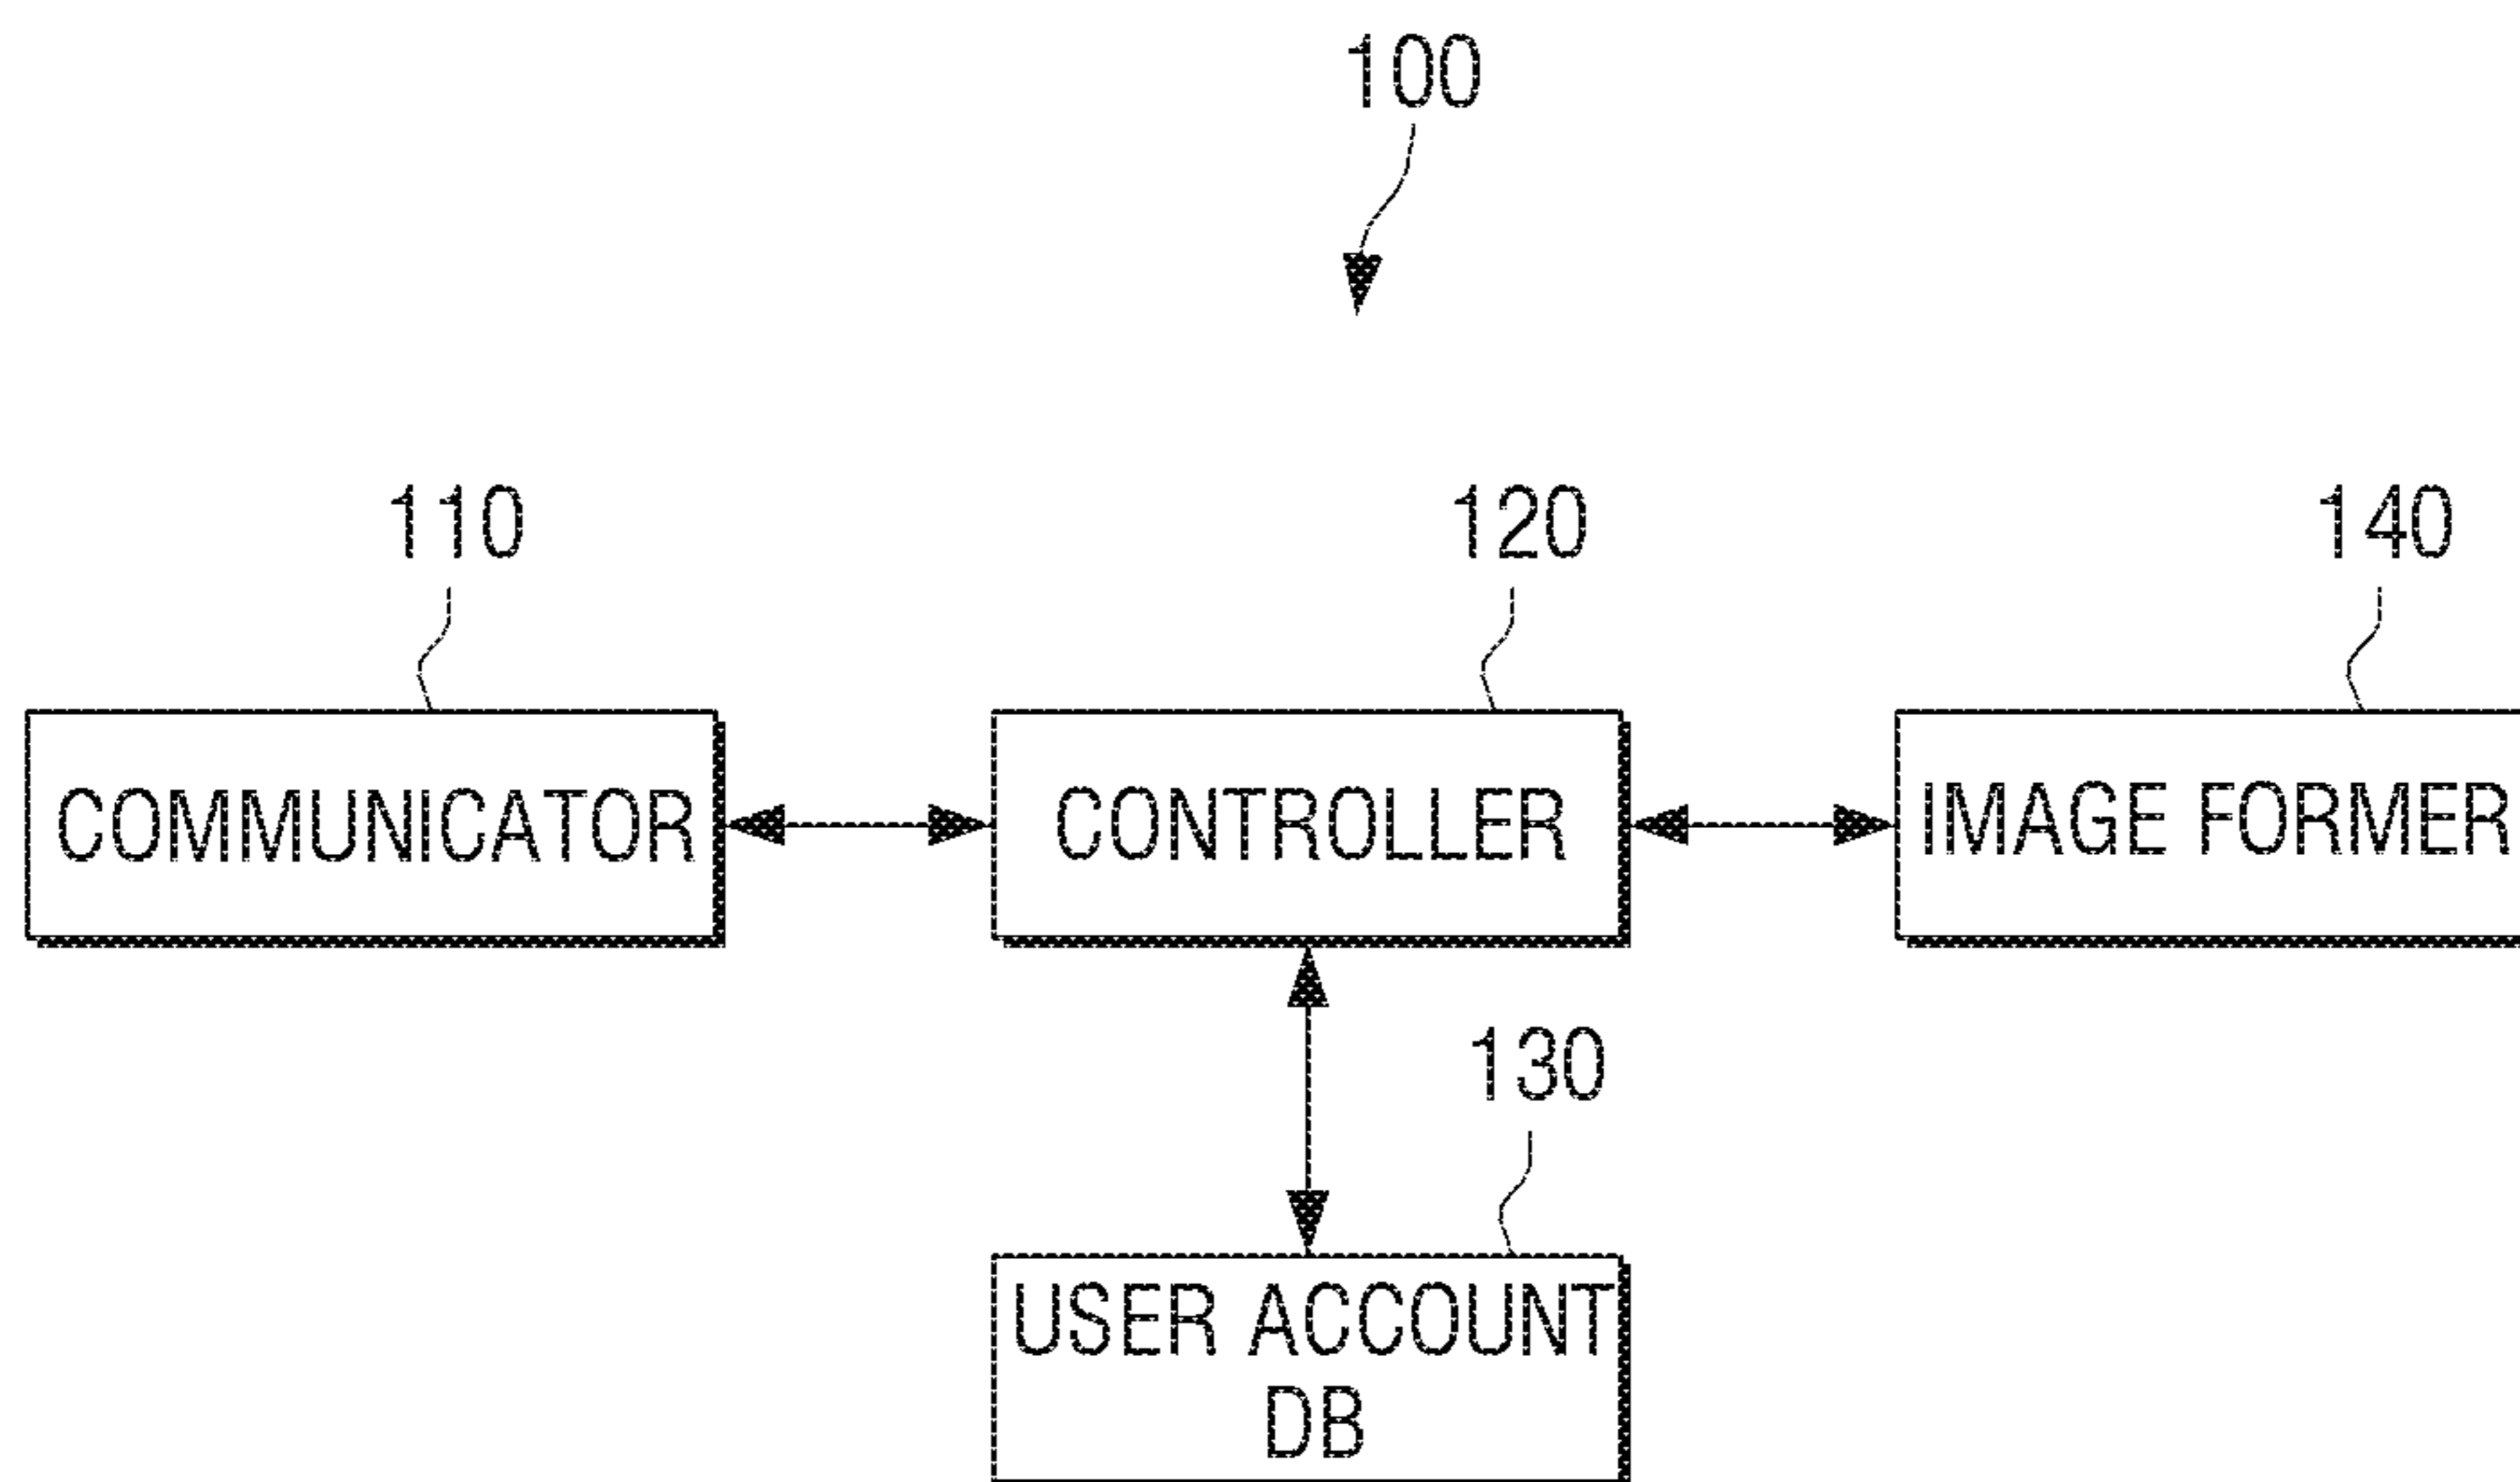 100
110
120
140
COMMUNICATOR
CONTROLLER
IMAGE FORMER
130
USER ACCOUNT
DB